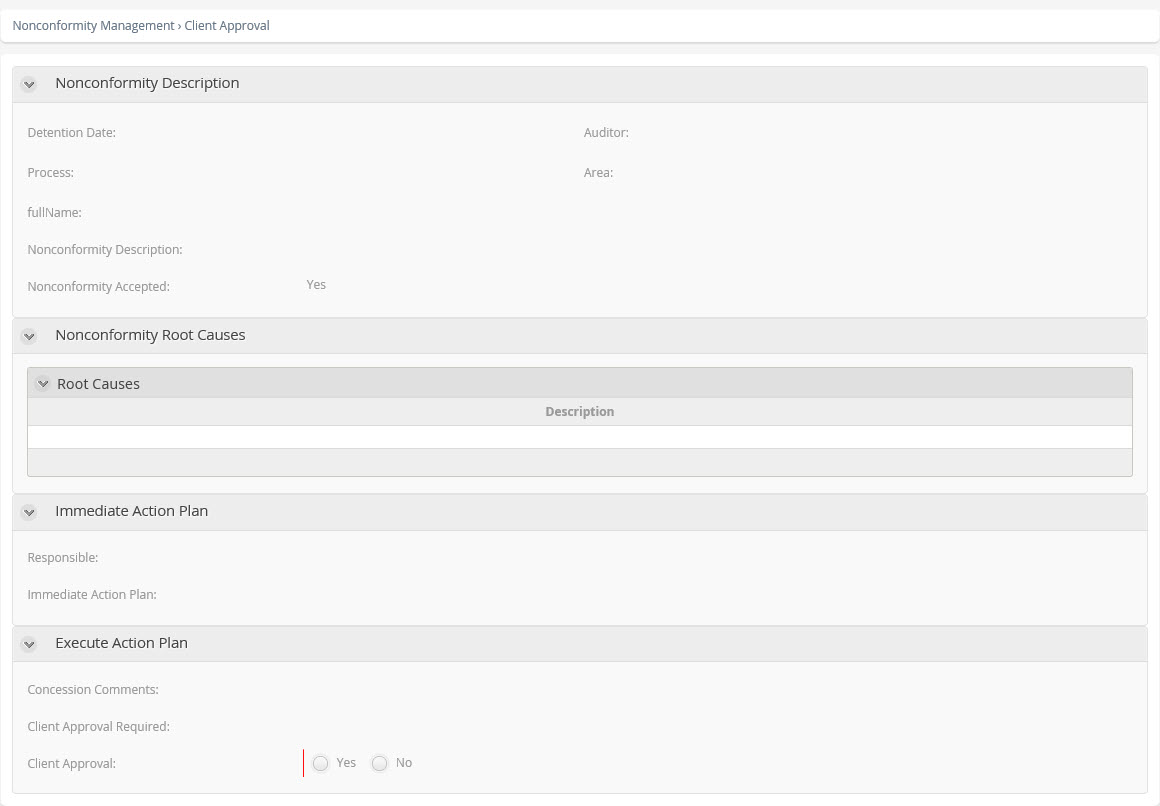 Nonconformity Management › Client Approval
Nonconformity Description
Detention Date: Auditor:
Process: Area:
fullName:
Nonconformity Description:
Nonconformity Accepted: Yes
Nonconformity Root Causes
Root Causes
Description
Immediate Action Plan
Responsible:
Immediate Action Plan:
Execute Action Plan
Concession Comments:
Client Approval Required:
Client Approval: Yes No